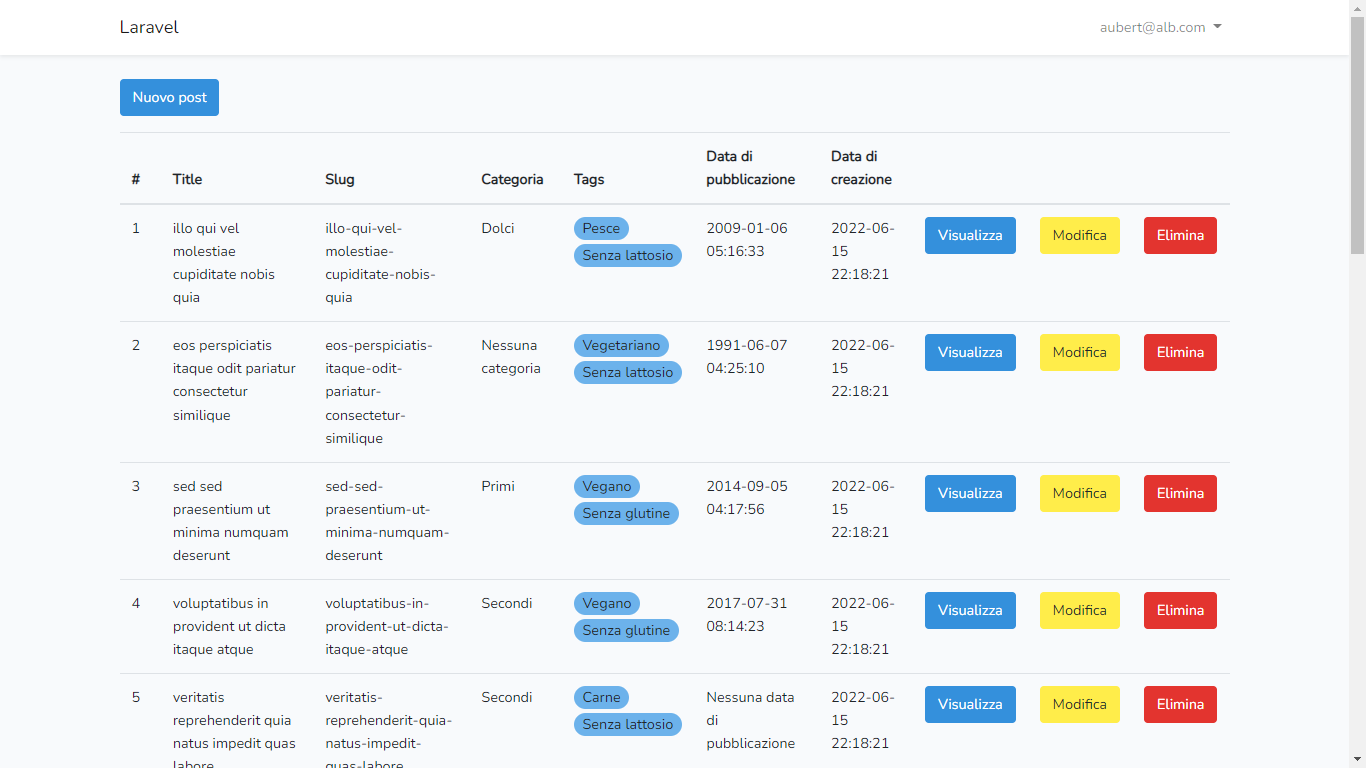 Laravel
aubert@alb.com
Nuovo post
# Title Slug Categoria Tags Data di pubblicazione Data di creazione
1
illo qui vel
molestiae
cupiditate nobis
quia
illo-qui-vel-
molestiae-
cupiditate-nobis-
quia
Dolci
Pesce
Senza lattosio
2009-01-06
05:16:33
2022-06-
15
22:18:21
Visualizza
Modifica
Elimina
2
eos perspiciatis
itaque odit pariatur
consectetur
similique
eos-perspiciatis-
itaque-odit-
pariatur-
consectetur-
similique
Nessuna
categoria
Vegetariano
Senza lattosio
1991-06-07
04:25:10
2022-06-
15
22:18:21
Visualizza
Modifica
Elimina
3
sed sed
praesentium ut
minima numquam
deserunt
sed-sed-
praesentium-ut-
minima-numquam-
deserunt
Primi
Vegano
Senza glutine
2014-09-05
04:17:56
2022-06-
15
22:18:21
Visualizza
Modifica
Elimina
4
voluptatibus in
provident ut dicta
itaque atque
voluptatibus-in-
provident-ut-dicta-
itaque-atque
Secondi
Vegano
Senza glutine
2017-07-31
08:14:23
2022-06-
15
22:18:21
Visualizza
Modifica
Elimina
5
veritatis
reprehenderit quia
natus impedit quas
labore
veritatis-
reprehenderit-quia-
natus-impedit-
quas-labore
Secondi
Carne
Senza lattosio
Nessuna data
di
pubblicazione
2022-06-
15
22:18:21
Visualizza
Modifica
Elimina